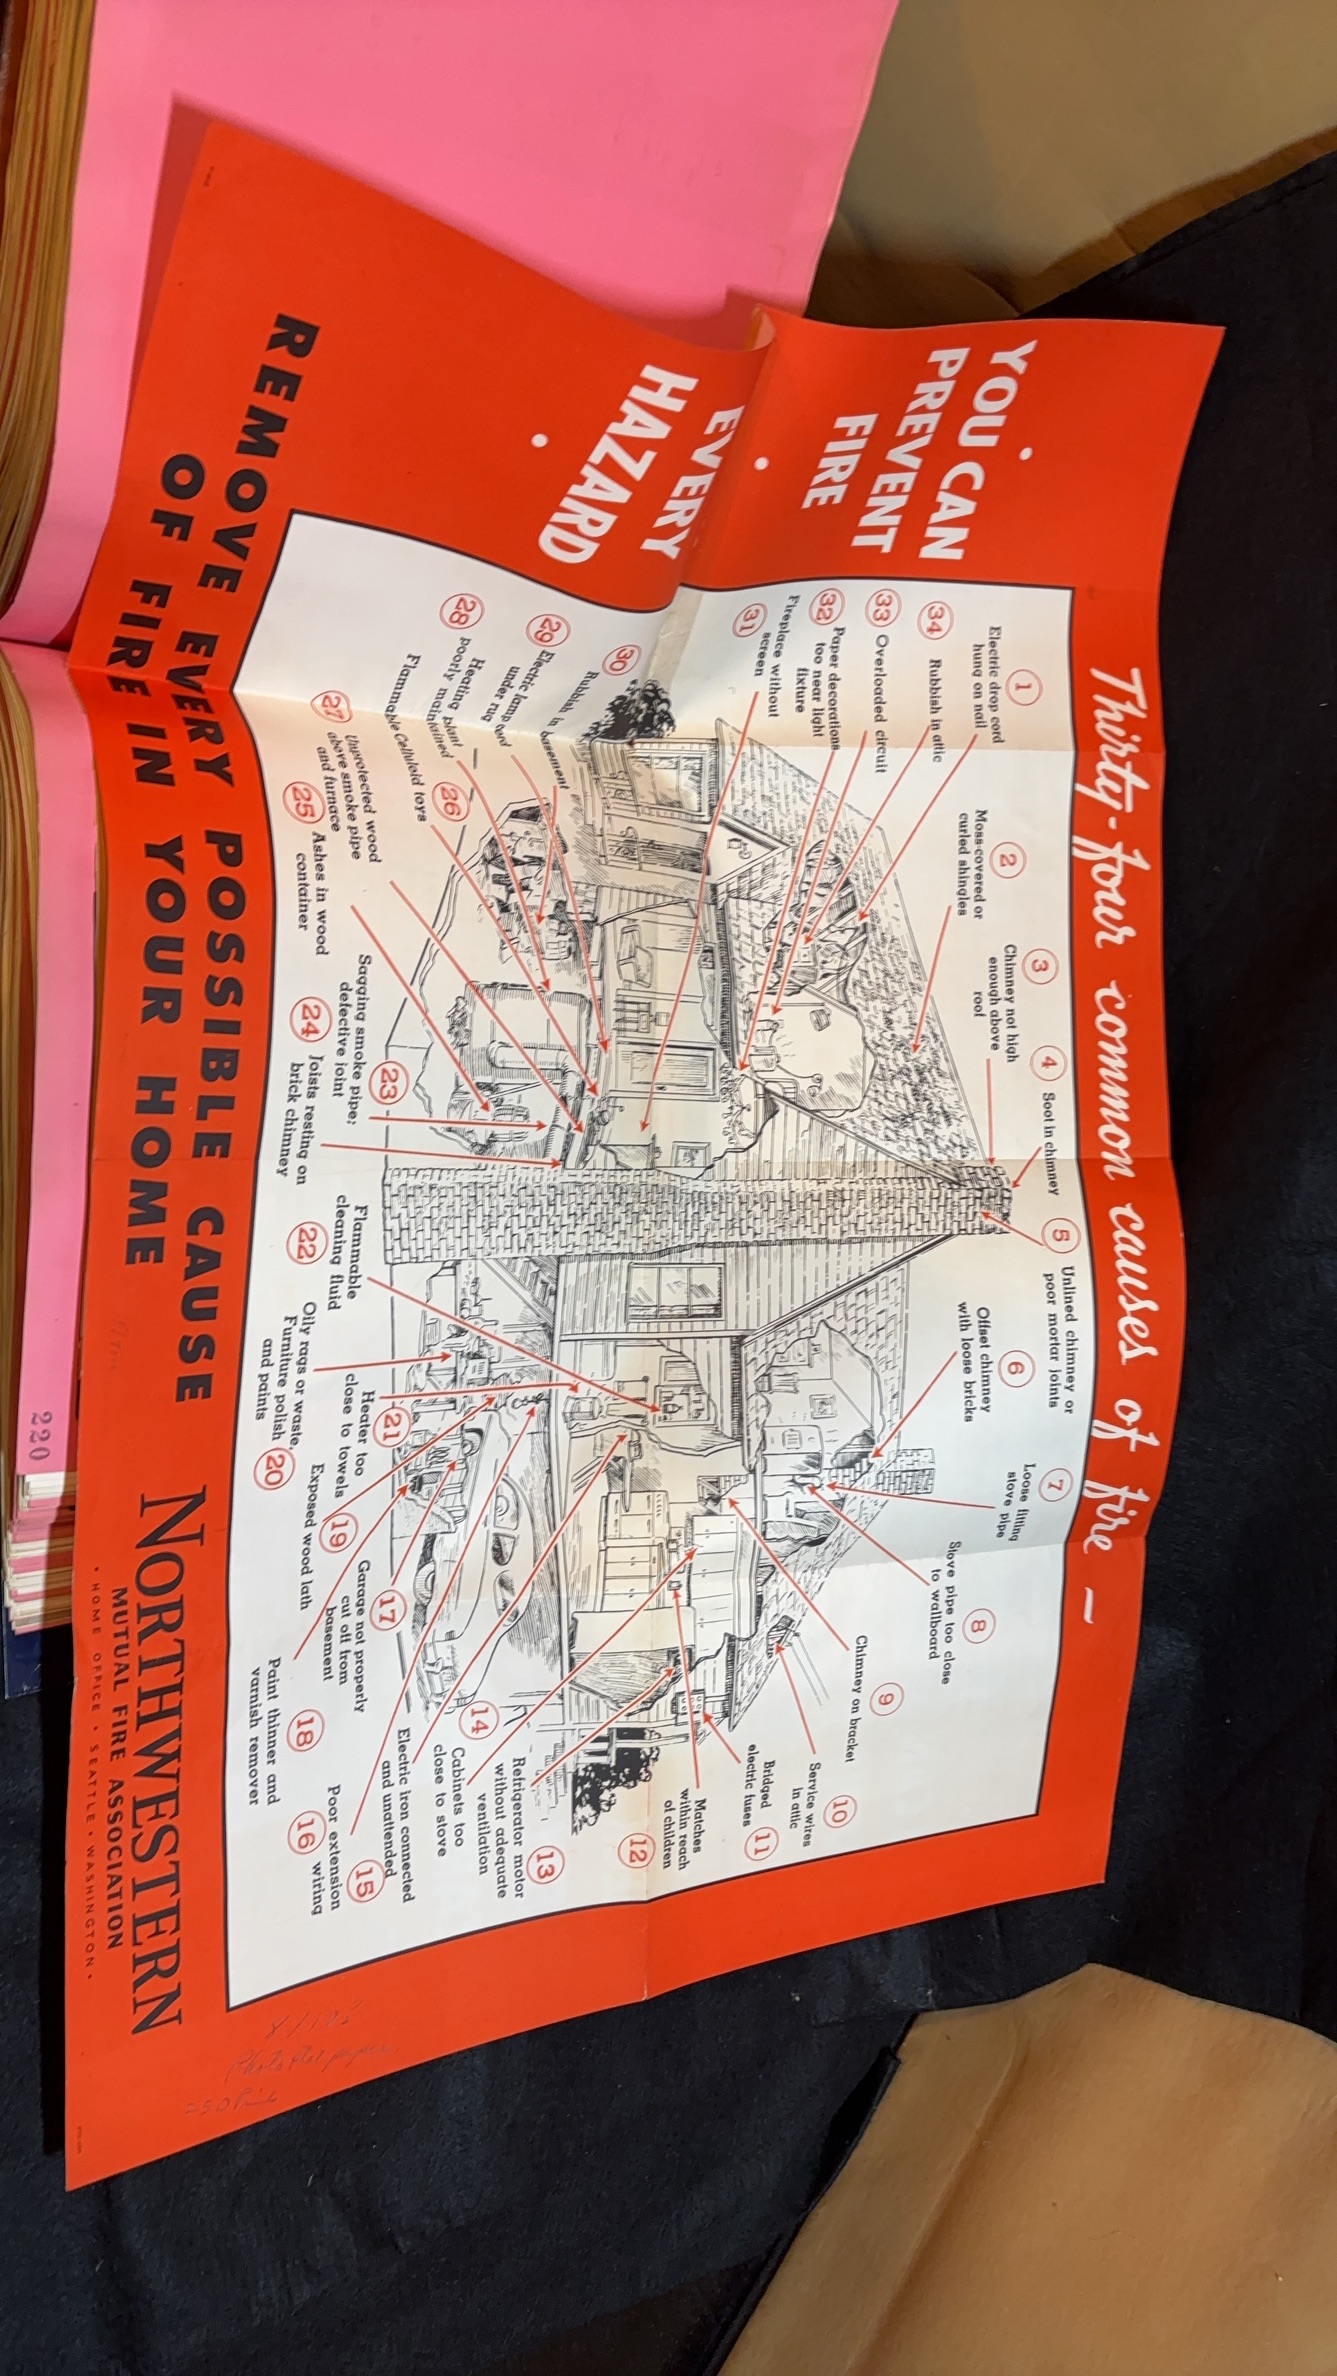 Thirty-four common causes of fire —
YOU CAN
PREVENT
FIRE
EVERY
HAZARD
1
Electric drop cord
hung on nail
2
Moss-covered or
curled shingles
3
Chimney not high
enough above
roof
4
Soot in chimney
5
Unlined chimney or
poor mortar joints
6
Offset chimney
with loose bricks
7
Loose fitting
stove pipe
8
Stove pipe too close
to wallboard
9
Chimney on bracket
10
Service wires
in attic
11
Bridged
electric fuses
12
Matches
within reach
of children
13
Refrigerator motor
without adequate
ventilation
14
Cabinets too
close to stove
15
Electric iron connected
and unattended
16
Poor extension
wiring
17
Garage not properly
cut off from
basement
18
Paint thinner and
varnish remover
19
Exposed wood lath
20
Oily rags or waste.
Furniture polish
and paints
21
Heater too
close to towels
22
Flammable
cleaning fluid
23
Sagging smoke pipe;
defective joint
24
Joists resting on
brick chimney
25
Ashes in wood
container
26
Flammable Celluloid toys
27
Unprotected wood
above smoke pipe
and furnace
28
Heating plant
poorly maintained
29
Electric lamp cord
under rug
30
Rubbish in basement
31
Fireplace without
screen
32
Paper decorations
too near light
fixture
33
Overloaded circuit
34
Rubbish in attic
REMOVE EVERY POSSIBLE CAUSE
OF FIRE IN YOUR HOME
NORTHWESTERN
MUTUAL FIRE ASSOCIATION
• HOME OFFICE • SEATTLE • WASHINGTON •
220